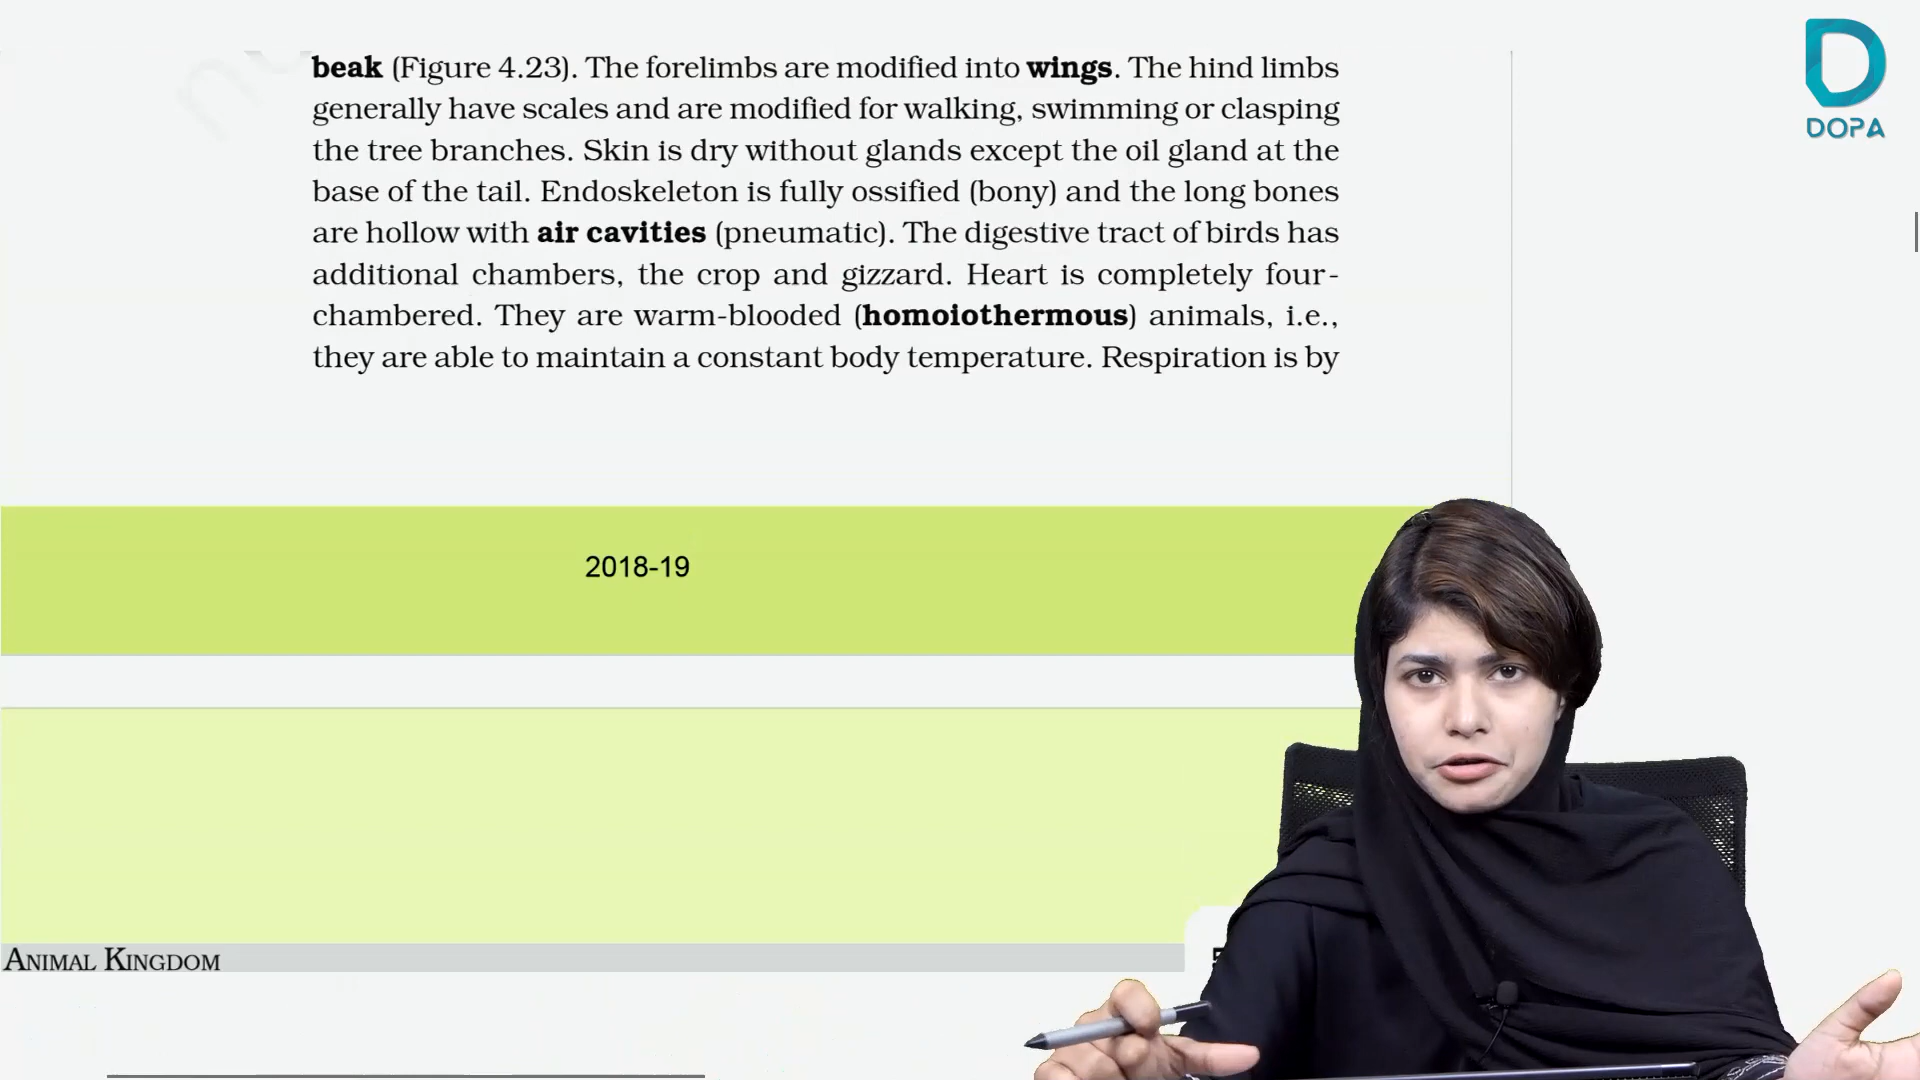 beak (Figure 4.23). The forelimbs are modified into wings. The hind limbs
generally have scales and are modified for walking, swimming or clasping
the tree branches. Skin is dry without glands except the oil gland at the
base of the tail. Endoskeleton is fully ossified (bony) and the long bones
are hollow with air cavities (pneumatic). The digestive tract of birds has
additional chambers, the crop and gizzard. Heart is completely four-
chambered. They are warm-blooded (homoiothermous) animals, i.e.,
they are able to maintain a constant body temperature. Respiration is by
DOPA
2018-19
ANIMAL KINGDOM